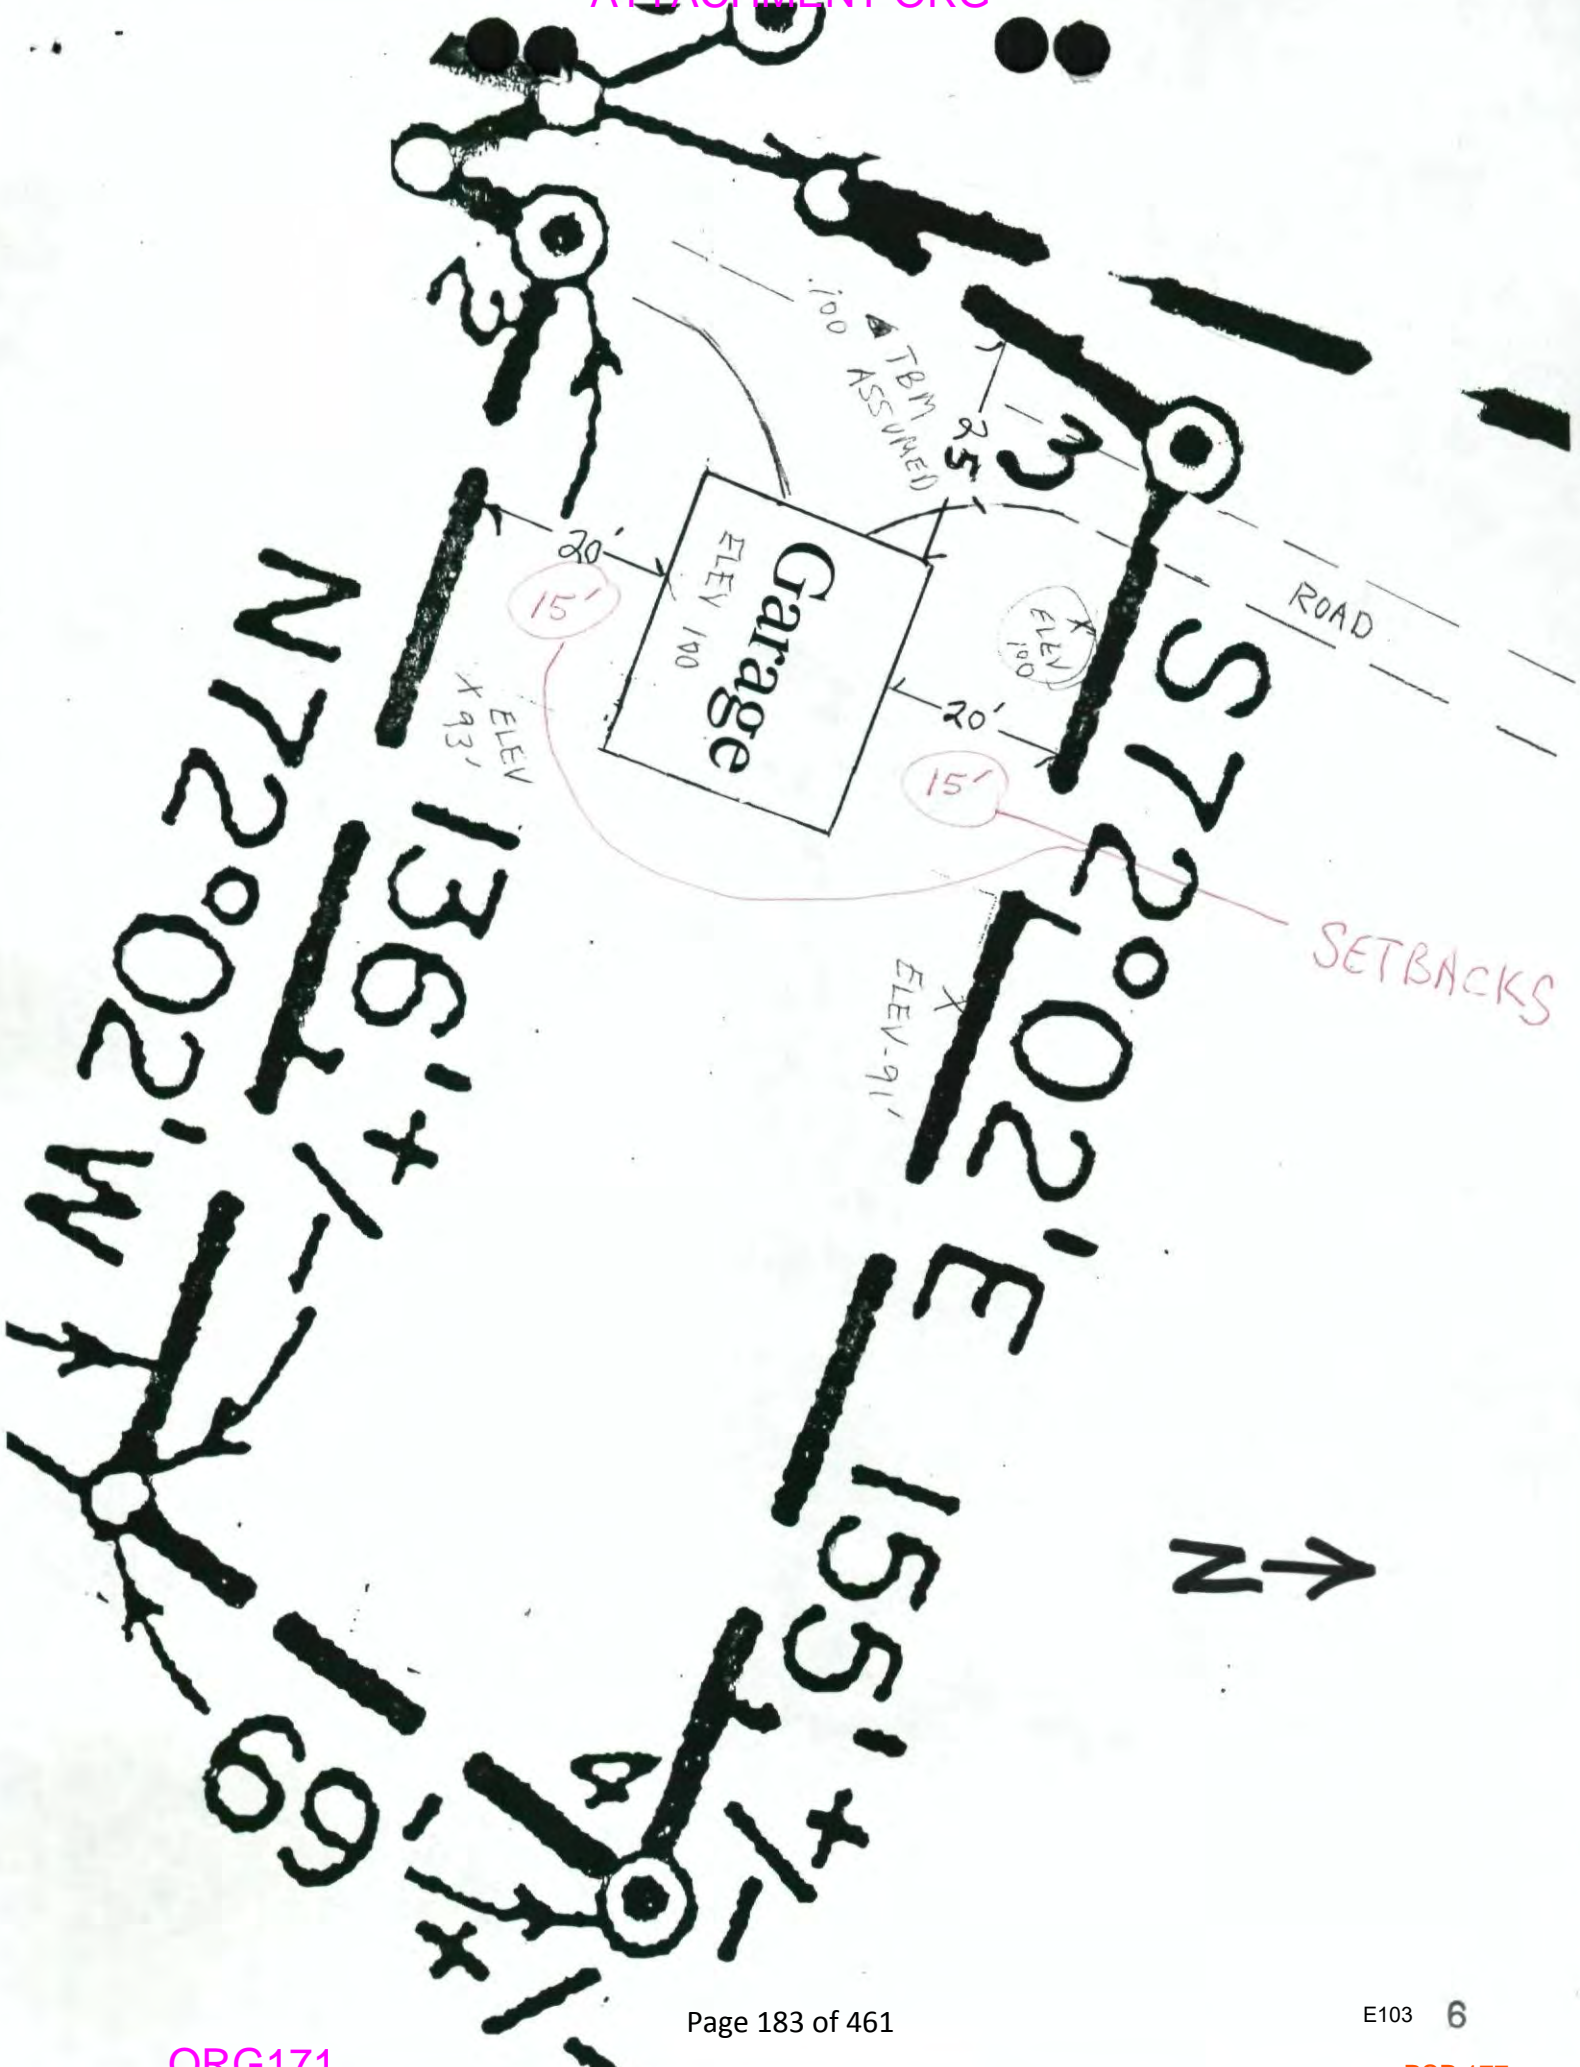 ATTACHMENT ORG
2
.100
TBM
ASSUMED
25'
3
20'
15'
Garage
ELEV 100
X
ELEV
100
ROAD
20'
15'
SETBACKS
X ELEV
93'
X
ELEV-91'
N72°02'W
136'+/-
S72°02'E
155'+/-
N
4
69'+/-
Page 183 of 461
E103 6
ORG171